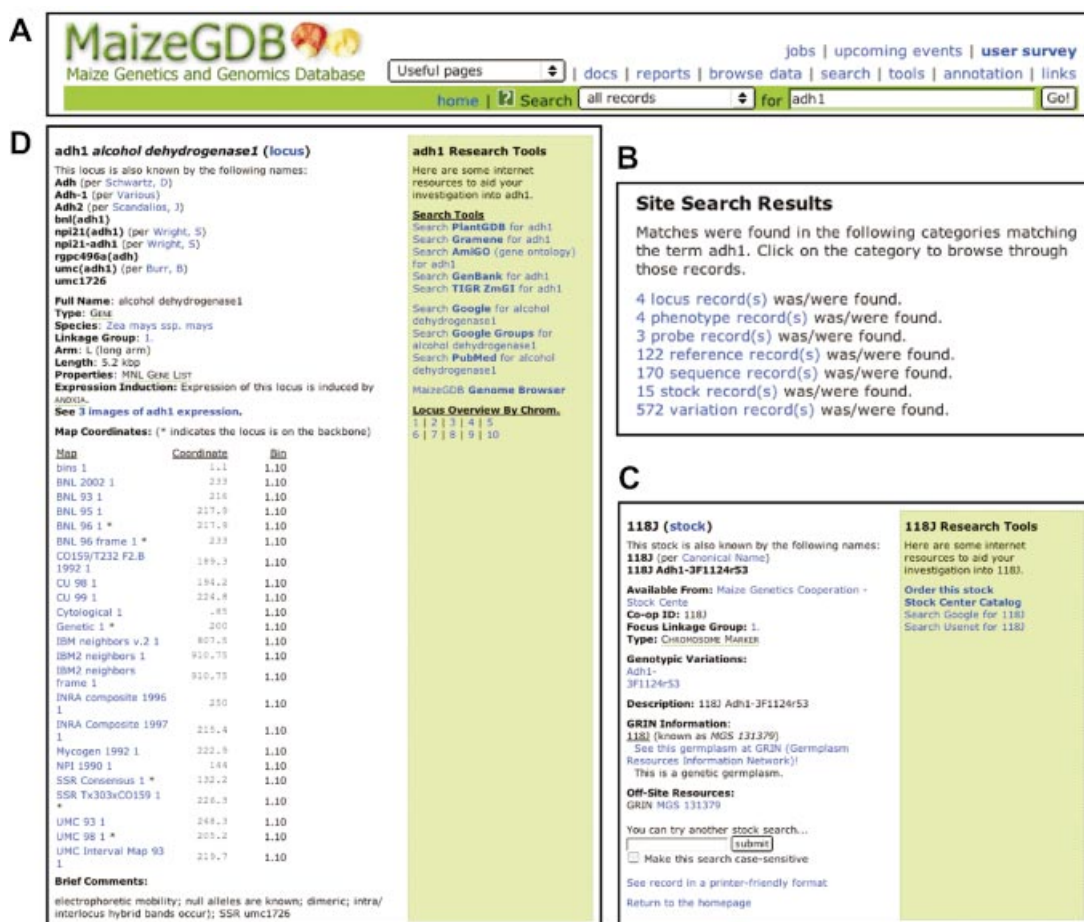 A
MaizeGDB
Maize Genetics and Genomics Database
jobs | upcoming events | user survey
Useful pages | docs | reports | browse data | search | tools | annotation | links
home | ? Search all records for adh1 Go!
D
adh1 alcohol dehydrogenase1 (locus)
This locus is also known by the following names:
Adh (per Schwartz, D)
Adh-1 (per Various)
Adh2 (per Scandalios, J)
bnl(adh1)
npi21(adh1) (per Wright, S)
npi21-adh1 (per Wright, S)
rgpc496a(adh)
umc(adh1) (per Burr, B)
umc1726
Full Name: alcohol dehydrogenase1
Type: GENE
Species: Zea mays ssp. mays
Linkage Group: 1.
Arm: L (long arm)
Length: 5.2 kbp
Properties: MNL GENE LIST
Expression Induction: Expression of this locus is induced by
ANOXIA.
See 3 images of adh1 expression.
Map Coordinates: (* indicates the locus is on the backbone)
Map Coordinate Bin
bins 1 1.1 1.10
BNL 2002 1 233 1.10
BNL 93 1 216 1.10
BNL 95 1 217.9 1.10
BNL 96 1 * 217.9 1.10
BNL 96 frame 1 * 233 1.10
CO159/T232 F2.B
1992 1 189.3 1.10
CU 98 1 194.2 1.10
CU 99 1 224.8 1.10
Cytological 1 .85 1.10
Genetic 1 * 200 1.10
IBM neighbors v.2 1 807.5 1.10
IBM2 neighbors 1 910.75 1.10
IBM2 neighbors
frame 1 910.75 1.10
INRA composite 1996
1 250 1.10
INRA Composite 1997
1 215.4 1.10
Mycogen 1992 1 222.9 1.10
NPI 1990 1 144 1.10
SSR Consensus 1 * 132.2 1.10
SSR Tx303xCO159 1
* 226.3 1.10
UMC 93 1 268.3 1.10
UMC 98 1 * 205.2 1.10
UMC Interval Map 93
1 219.7 1.10
Brief Comments:
electrophoretic mobility; null alleles are known; dimeric; intra/
interlocus hybrid bands occur); SSR umc1726
adh1 Research Tools
Here are some internet
resources to aid your
investigation into adh1.
Search Tools
Search PlantGDB for adh1
Search Gramene for adh1
Search AmiGO (gene ontology)
for adh1
Search GenBank for adh1
Search TIGR ZmGI for adh1
Search Google for alcohol
dehydrogenase1
Search Google Groups for
alcohol dehydrogenase1
Search PubMed for alcohol
dehydrogenase1
MaizeGDB Genome Browser
Locus Overview By Chrom.
1 | 2 | 3 | 4 | 5
6 | 7 | 8 | 9 | 10
B
Site Search Results
Matches were found in the following categories matching
the term adh1. Click on the category to browse through
those records.
4 locus record(s) was/were found.
4 phenotype record(s) was/were found.
3 probe record(s) was/were found.
122 reference record(s) was/were found.
170 sequence record(s) was/were found.
15 stock record(s) was/were found.
572 variation record(s) was/were found.
C
118J (stock)
This stock is also known by the following names:
118J (per Canonical Name)
118J Adh1-3F1124r53
Available From: Maize Genetics Cooperation -
Stock Cente
Co-op ID: 118J
Focus Linkage Group: 1.
Type: CHROMOSOME MARKER
Genotypic Variations:
Adh1-
3F1124r53
Description: 118J Adh1-3F1124r53
GRIN Information:
118J (known as MGS 131379)
See this germplasm at GRIN (Germplasm
Resources Information Network)!
This is a genetic germplasm.
Off-Site Resources:
GRIN MGS 131379
You can try another stock search...
submit
Make this search case-sensitive
See record in a printer-friendly format
Return to the homepage
118J Research Tools
Here are some internet
resources to aid your
investigation into 118J.
Order this stock
Stock Center Catalog
Search Google for 118J
Search Usenet for 118J